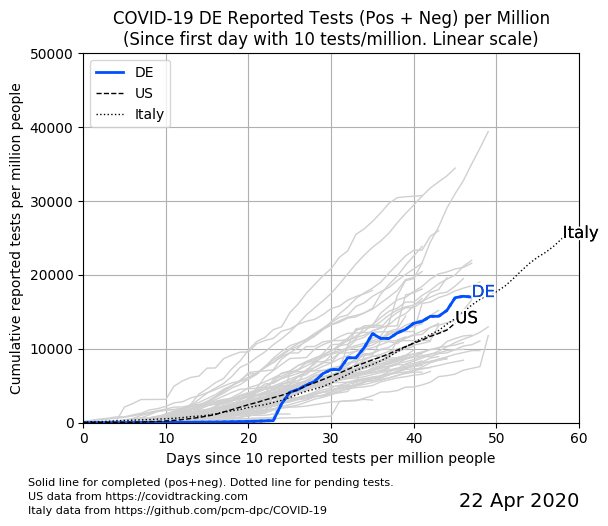 COVID-19 DE Reported Tests (Pos + Neg) per Million
(Since first day with 10 tests/million. Linear scale)
DE
US
Italy
Cumulative reported tests per million people
50000
40000
30000
20000
10000
0
Italy
DE
US
0 10 20 30 40 50 60
Days since 10 reported tests per million people
Solid line for completed (pos+neg). Dotted line for pending tests.
US data from https://covidtracking.com
Italy data from https://github.com/pcm-dpc/COVID-19
22 Apr 2020